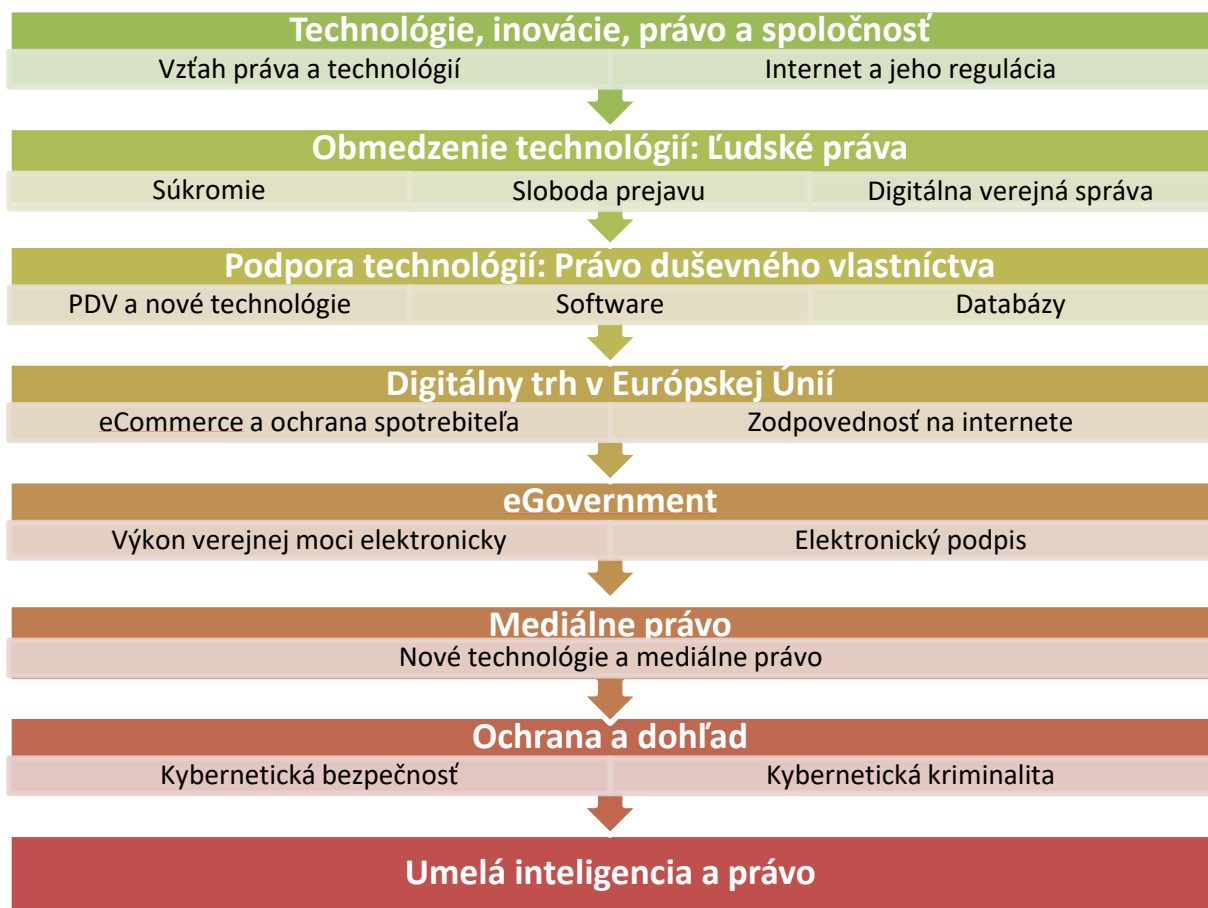 Technológie, inovácie, právo a spoločnosť
Vzťah práva a technológií
Internet a jeho regulácia
Obmedzenie technológií: Ľudské práva
Súkromie
Sloboda prejavu
Digitálna verejná správa
Podpora technológií: Právo duševného vlastníctva
PDV a nové technológie
Software
Databázy
Digitálny trh v Európskej Únií
eCommerce a ochrana spotrebiteľa
Zodpovednosť na internete
eGovernment
Výkon verejnej moci elektronicky
Elektronický podpis
Mediálne právo
Nové technológie a mediálne právo
Ochrana a dohľad
Kybernetická bezpečnosť
Kybernetická kriminalita
Umelá inteligencia a právo